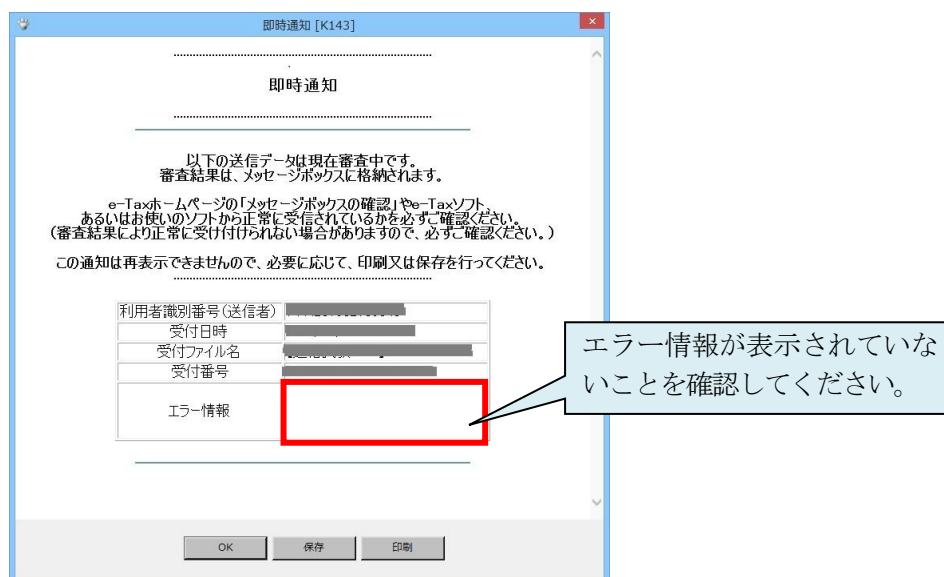 即時通知 [K143]
即時通知
以下の送信データは現在審査中です。
審査結果は、メッセージボックスに格納されます。
e-Taxホームページの「メッセージボックスの確認」やe-Taxソフト、
あるいはお使いのソフトから正常に受信されているかを必ずご確認ください。
(審査結果により正常に受け付けられない場合がありますので、必ずご確認ください。)
この通知は再表示できませんので、必要に応じて、印刷又は保存を行ってください。
利用者識別番号(送信者)
受付日時
受付ファイル名
受付番号
エラー情報
エラー情報が表示されていな
いことを確認してください。
OK 保存 印刷